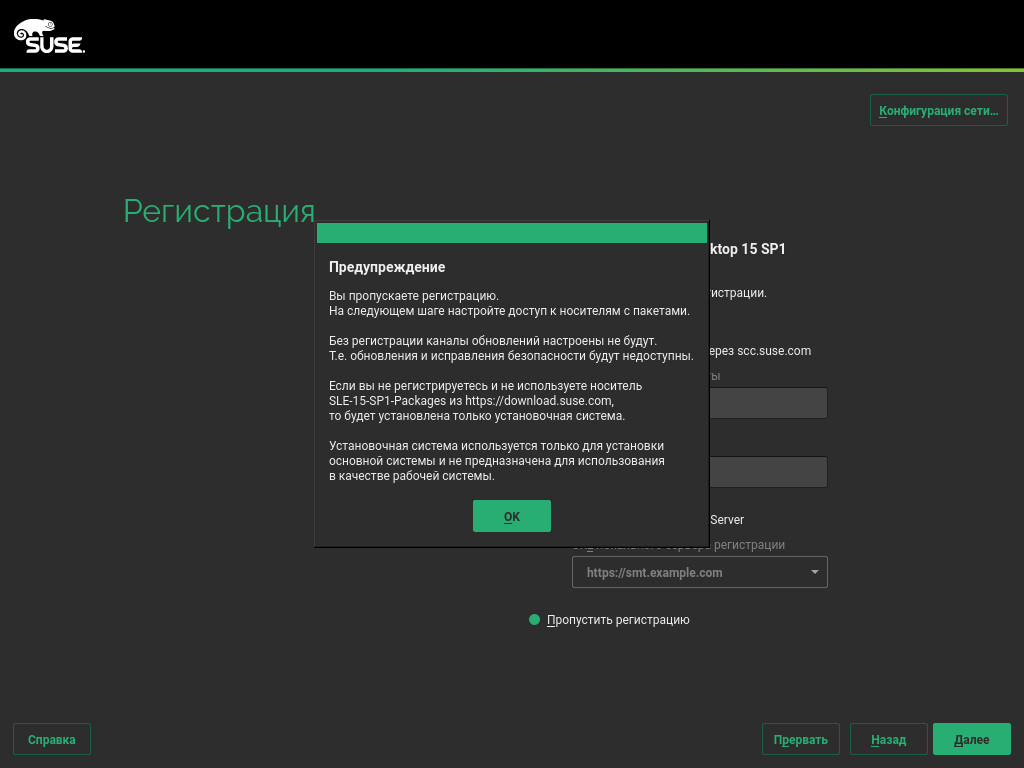 SUSE
Конфигурация сети...
Регистрация
ktop 15 SP1
Предупреждение
Вы пропускаете регистрацию.
истрации.
На следующем шаге настройте доступ к носителям с пакетами.
Без регистрации каналы обновлений настроены не будут.
ерез scc.suse.com
Т.е. обновления и исправления безопасности будут недоступны.
ты
Если вы не регистрируетесь и не используете носитель
SLE-15-SP1-Packages из https://download.suse.com,
то будет установлена только установочная система.
Установочная система используется только для установки
основной системы и не предназначена для использования
в качестве рабочей системы.
OK
Server
регистрации
https://smt.example.com
Пропустить регистрацию
Справка
Прервать
Назад
Далее